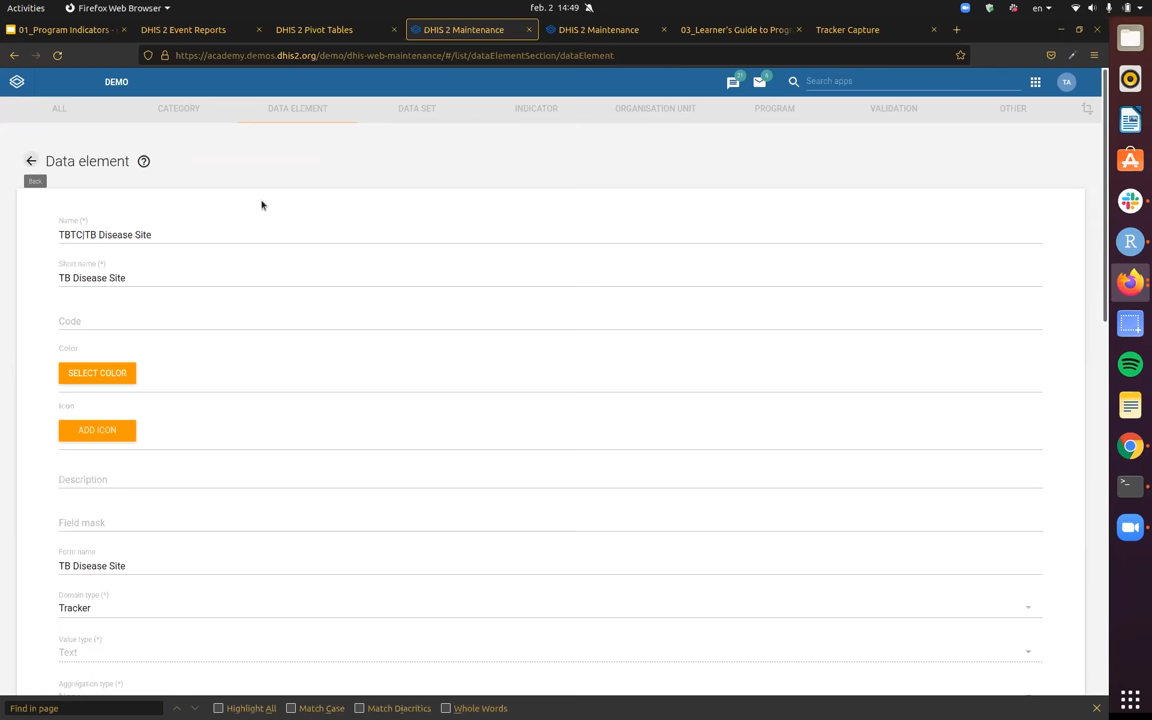 Activities Firefox Web Browser feb. 2 14:49 en
01_Program Indicators - DHIS 2 Event Reports DHIS 2 Pivot Tables DHIS 2 Maintenance DHIS 2 Maintenance 03_Learner's Guide to Prog Tracker Capture
https://academy.demos.dhis2.org/demo/dhis-web-maintenance/#/list/dataElementSection/dataElement
DEMO Search apps TA
ALL CATEGORY DATA ELEMENT DATA SET INDICATOR ORGANISATION UNIT PROGRAM VALIDATION OTHER
Data element
Back
Name (*)
TBTC|TB Disease Site
Short name (*)
TB Disease Site
Code
Color
SELECT COLOR
Icon
ADD ICON
Description
Field mask
Form name
TB Disease Site
Domain type (*)
Tracker
Value type (*)
Text
Aggregation type (*)
Find in page Highlight All Match Case Match Diacritics Whole Words